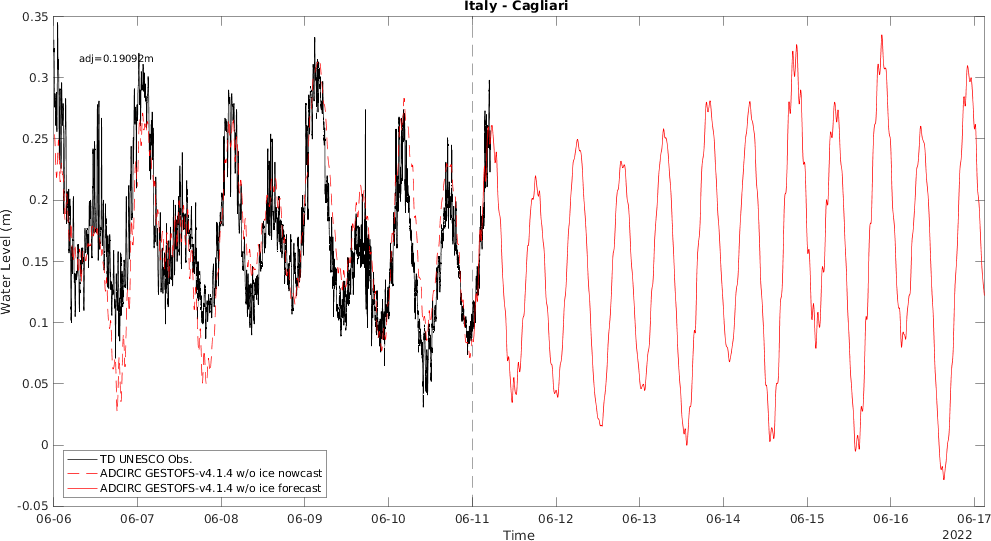 Italy - Cagliari
adj=0.19092m
0.35
0.3
0.25
0.2
0.15
0.1
0.05
0
-0.05
Water Level (m)
TD UNESCO Obs.
ADCIRC GESTOFS-v4.1.4 w/o ice nowcast
ADCIRC GESTOFS-v4.1.4 w/o ice forecast
06-06 06-07 06-08 06-09 06-10 06-11 06-12 06-13 06-14 06-15 06-16 06-17
Time
2022